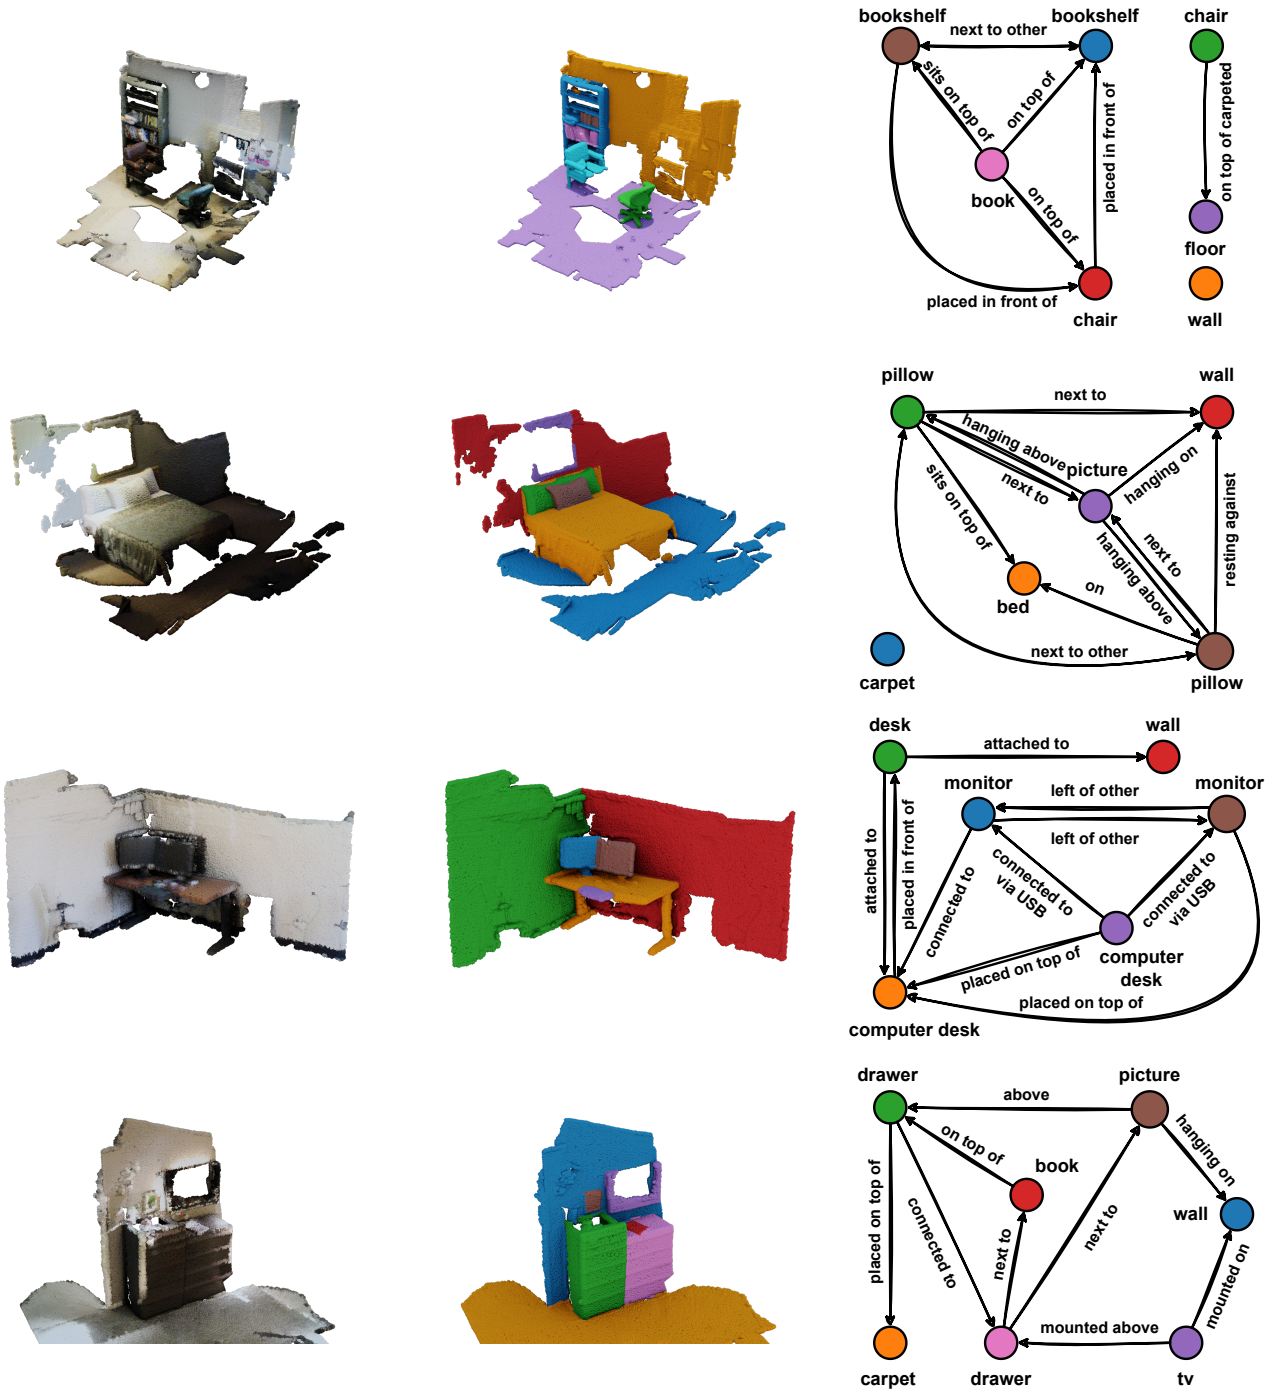 bookshelf
bookshelf
chair
next to other
sits on top of
on top of
placed in front of
on top of carpeted
book
on top of
floor
placed in front of
chair
wall
pillow
wall
next to
hanging above
picture
hanging on
next to
sits on top of
resting against
next to
hanging above
on
bed
next to other
carpet
pillow
desk
wall
attached to
monitor
monitor
left of other
left of other
attached to
placed in front of
connected to
connected to
via USB
connected to
via USB
placed on top of
computer
desk
placed on top of
computer desk
drawer
picture
above
on top of
hanging on
book
placed on top of
connected to
next to
next to
wall
mounted on
mounted above
carpet
drawer
tv